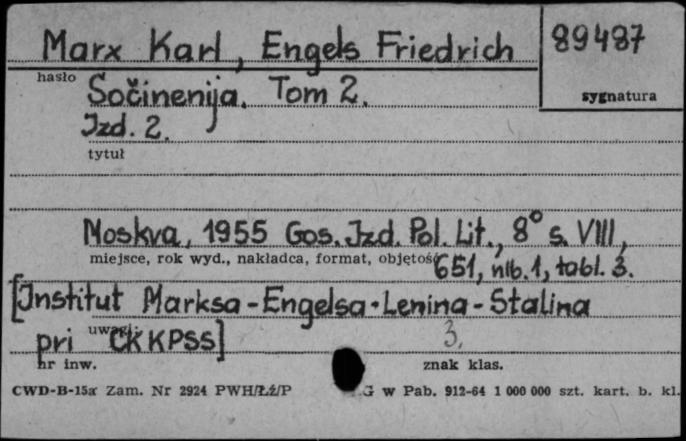 Marx Karl, Engels Friedrich
89487
hasło
sygnatura
Sočinenija. Tom 2.
Izd. 2.
tytuł
Moskva, 1955 Gos. Izd. Pol. Lit., 8° s. VIII,
miejsce, rok wyd., nakładca, format, objętość
651, nlb. 1, tabl. 3.
[Institut Marksa-Engelsa-Lenina-Stalina
uwagi
pri CK KPSS]
3.
nr inw.
znak klas.
CWD-B-15a Zam. Nr 2924 PWH/Łź/P G w Pab. 912-64 1 000 000 szt. kart. b. kl.